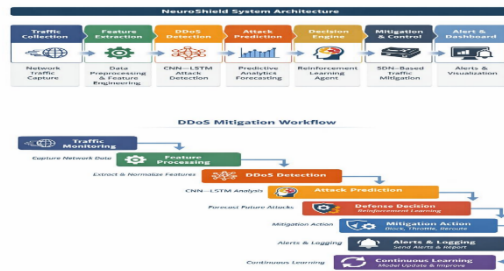 NeuroShield System Architecture
Traffic Collection
Feature Extraction
DDoS Detection
Attack Prediction
Decision Engine
Mitigation & Control
Alert & Dashboard
Network Traffic Capture
Data Preprocessing & Feature Engineering
CNN—LSTM Attack Detection
Predictive Analytics Forecasting
Reinforcement Learning Agent
SDN—Based Traffic Mitigation
Alerts & Visualization
DDoS Mitigation Workflow
Traffic Monitoring
Capture Network Data
Feature Processing
Extract & Normalize Features
DDoS Detection
CNN—LSTM Analysis
Attack Prediction
Forecast Future Attacks
Defense Decision
Reinforcement Learning
Mitigation Action
Mitigation Action
Block, Throttle, Reroute
Alerts & Logging
Alerts & Logging
Send Alerts & Report
Continuous Learning
Continuous Learning
Model Update & Improve